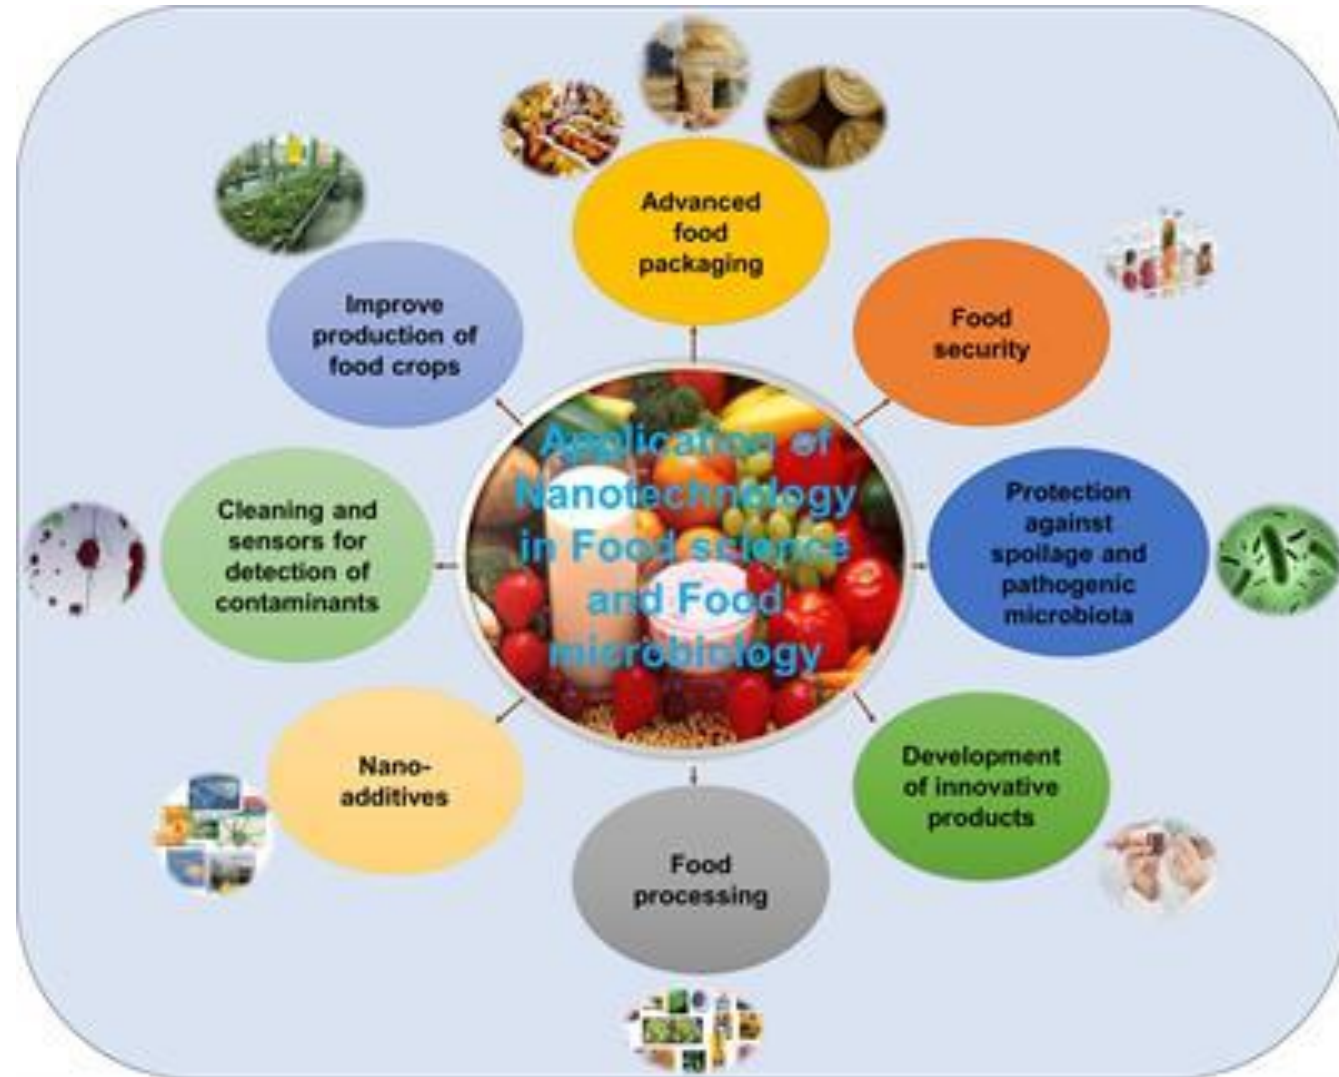 Advanced
food
packaging
Food
security
Protection
against
spoilage and
pathogenic
microbiota
Development
of innovative
products
Food
processing
Nano-
additives
Cleaning and
sensors for
detection of
contaminants
Improve
production of
food crops
Application of
Nanotechnology
in Food science
and Food
microbiology